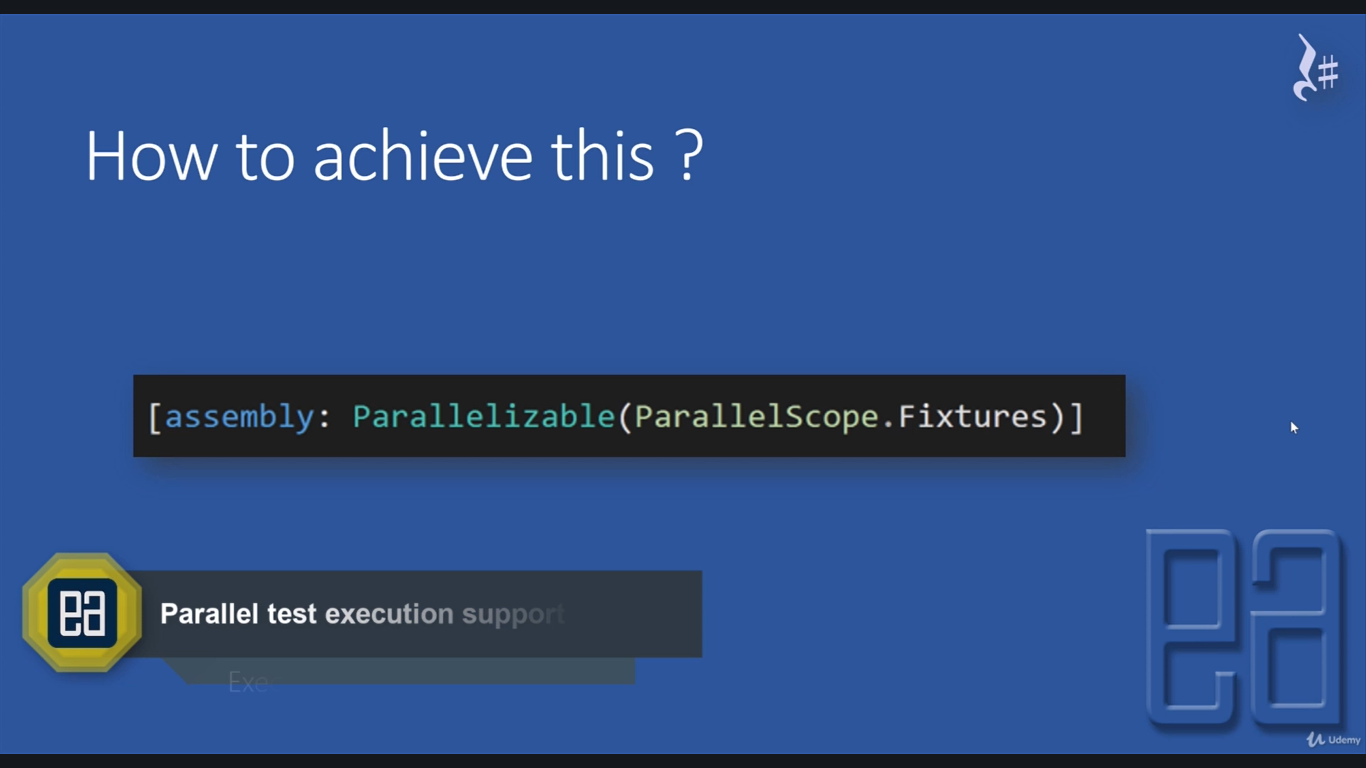 #
How to achieve this ?
[assembly: Parallelizable(ParallelScope.Fixtures)]
ea
Parallel test execution support
Exe
ea
Udemy